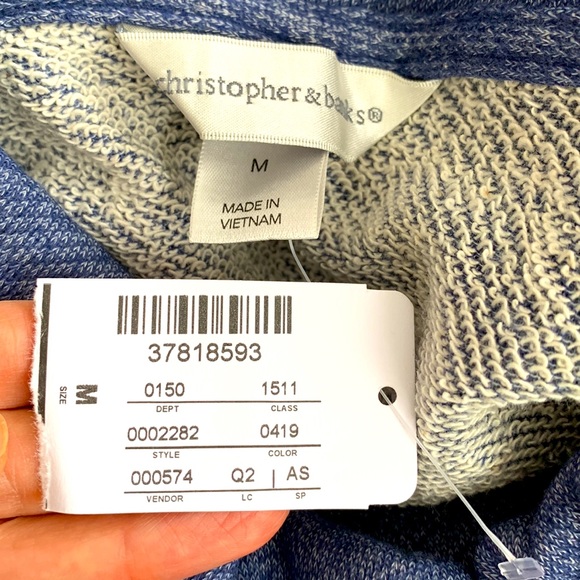 christopher & banks®
M
MADE IN
VIETNAM
37818593
M
SIZE
0150 1511
DEPT CLASS
0002282 0419
STYLE COLOR
000574 Q2 AS
VENDOR LC SP